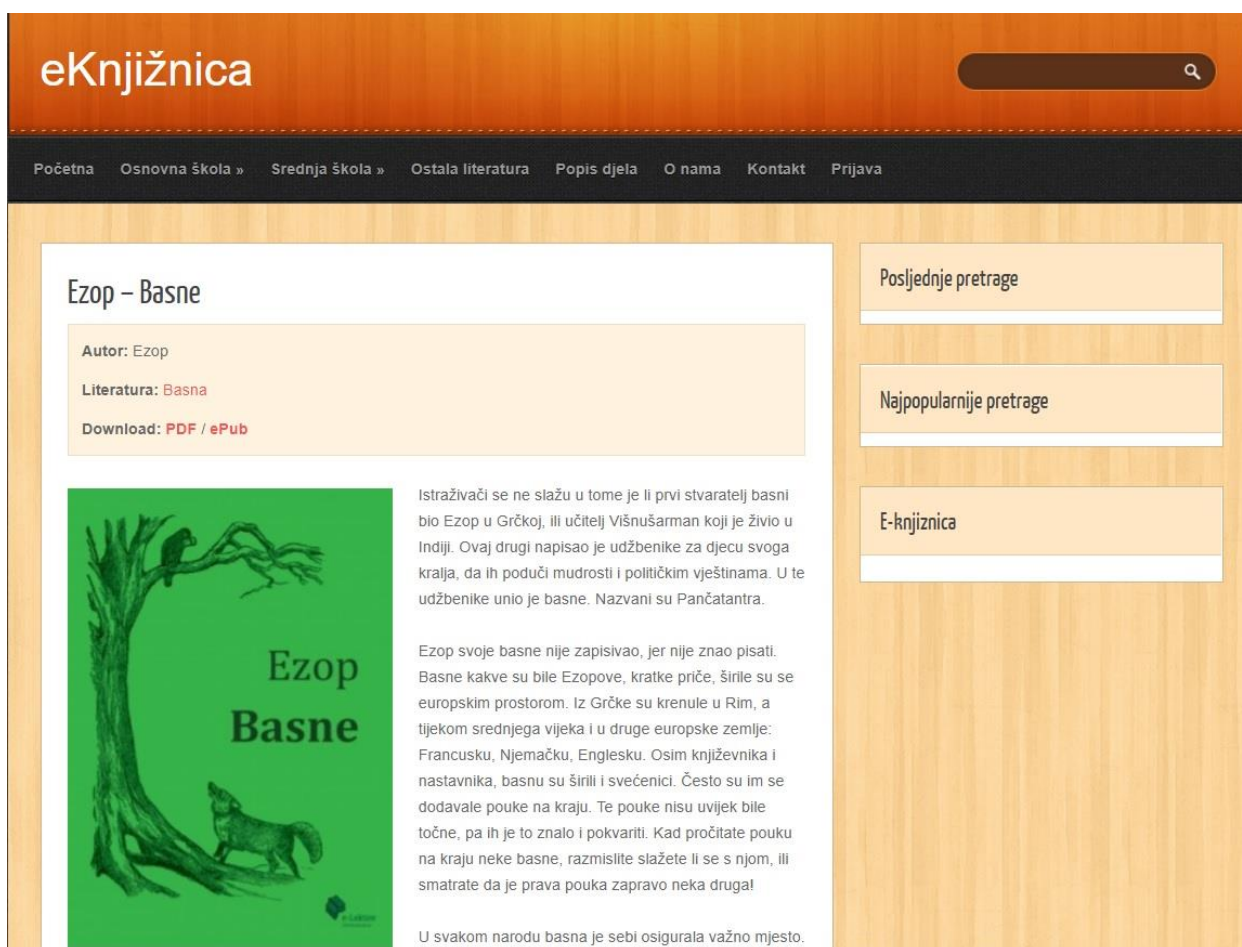 eKnjižnica
Početna Osnovna škola » Srednja škola » Ostala literatura Popis djela O nama Kontakt Prijava
Ezop – Basne
Autor: Ezop
Literatura: Basna
Download: PDF / ePub
Ezop
Basne
e-Lektire
Istraživači se ne slažu u tome je li prvi stvaratelj basni
bio Ezop u Grčkoj, ili učitelj Višnušarman koji je živio u
Indiji. Ovaj drugi napisao je udžbenike za djecu svoga
kralja, da ih poduči mudrosti i političkim vještinama. U te
udžbenike unio je basne. Nazvani su Pančatantra.
Ezop svoje basne nije zapisivao, jer nije znao pisati.
Basne kakve su bile Ezopove, kratke priče, širile su se
europskim prostorom. Iz Grčke su krenule u Rim, a
tijekom srednjega vijeka i u druge europske zemlje:
Francusku, Njemačku, Englesku. Osim književnika i
nastavnika, basnu su širili i svećenici. Često su im se
dodavale pouke na kraju. Te pouke nisu uvijek bile
točne, pa ih je to znalo i pokvariti. Kad pročitate pouku
na kraju neke basne, razmislite slažete li se s njom, ili
smatrate da je prava pouka zapravo neka druga!
U svakom narodu basna je sebi osigurala važno mjesto.
Posljednje pretrage
Najpopularnije pretrage
E-knjiznica